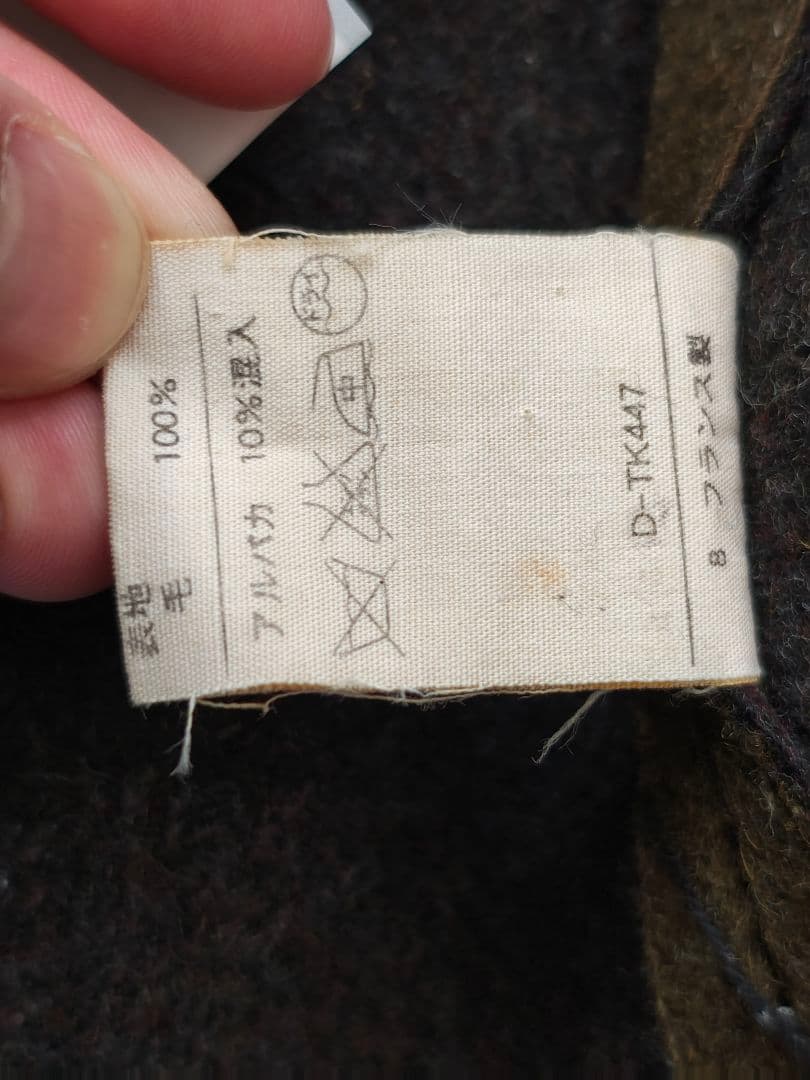 表地
毛 100%
アルパカ 10%混入
ドライ
中
D-TK447
8 フランス製